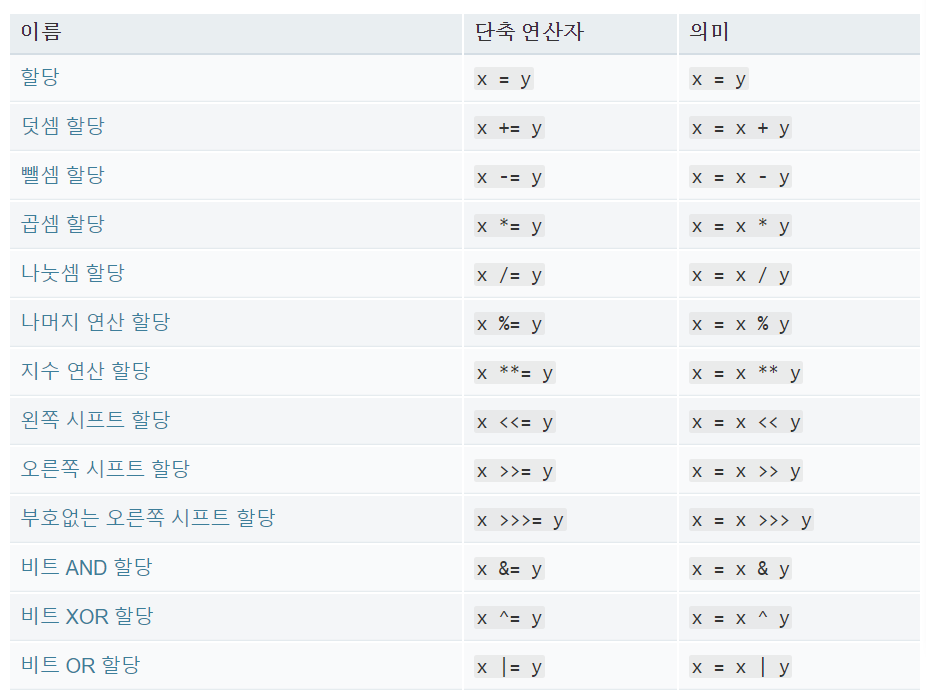 이름 단축 연산자 의미
할당 x = y x = y
덧셈 할당 x += y x = x + y
뺄셈 할당 x -= y x = x - y
곱셈 할당 x *= y x = x * y
나눗셈 할당 x /= y x = x / y
나머지 연산 할당 x %= y x = x % y
지수 연산 할당 x **= y x = x ** y
왼쪽 시프트 할당 x <<= y x = x << y
오른쪽 시프트 할당 x >>= y x = x >> y
부호없는 오른쪽 시프트 할당 x >>>= y x = x >>> y
비트 AND 할당 x &= y x = x & y
비트 XOR 할당 x ^= y x = x ^ y
비트 OR 할당 x |= y x = x | y